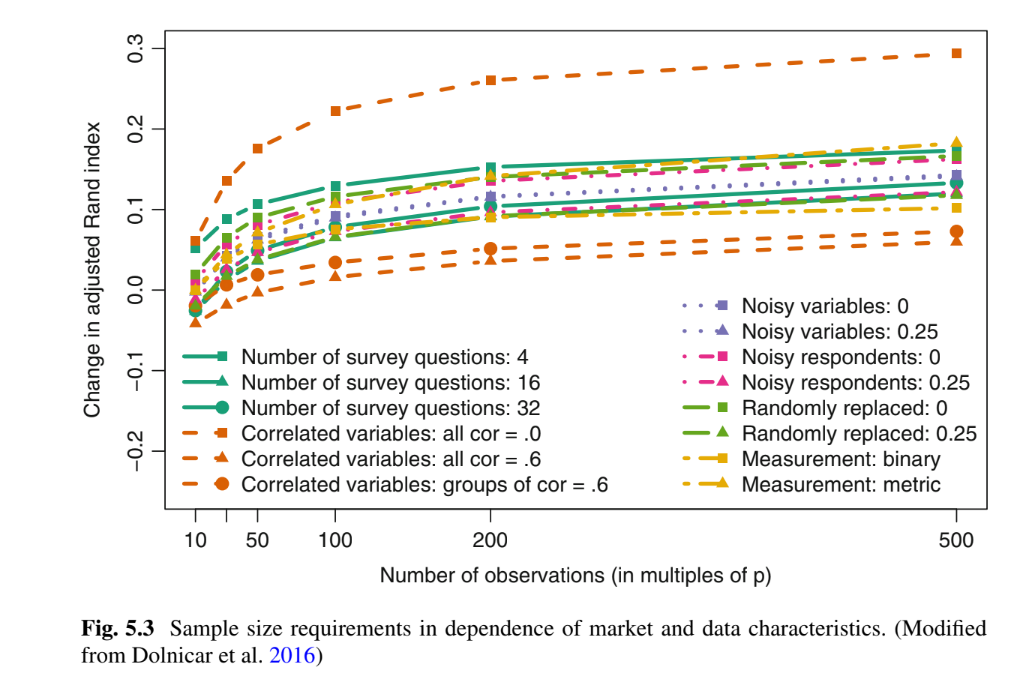 0.3
0.2
0.1
0.0
−0.1
−0.2
Change in adjusted Rand index
Number of survey questions: 4
Number of survey questions: 16
Number of survey questions: 32
Correlated variables: all cor = .0
Correlated variables: all cor = .6
Correlated variables: groups of cor = .6
Noisy variables: 0
Noisy variables: 0.25
Noisy respondents: 0
Noisy respondents: 0.25
Randomly replaced: 0
Randomly replaced: 0.25
Measurement: binary
Measurement: metric
10 50 100 200 500
Number of observations (in multiples of p)
Fig. 5.3 Sample size requirements in dependence of market and data characteristics. (Modified
from Dolnicar et al. 2016)